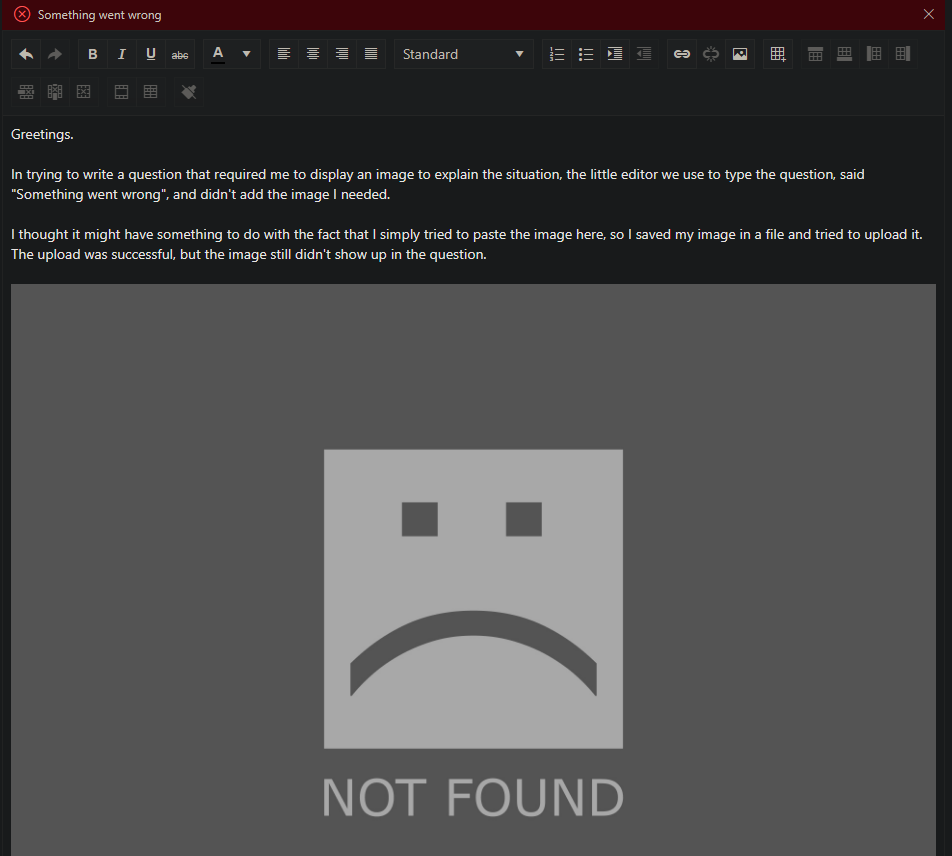 Something went wrong
B I U abc A Standard
Greetings.
In trying to write a question that required me to display an image to explain the situation, the little editor we use to type the question, said
"Something went wrong", and didn't add the image I needed.
I thought it might have something to do with the fact that I simply tried to paste the image here, so I saved my image in a file and tried to upload it.
The upload was successful, but the image still didn't show up in the question.
NOT FOUND